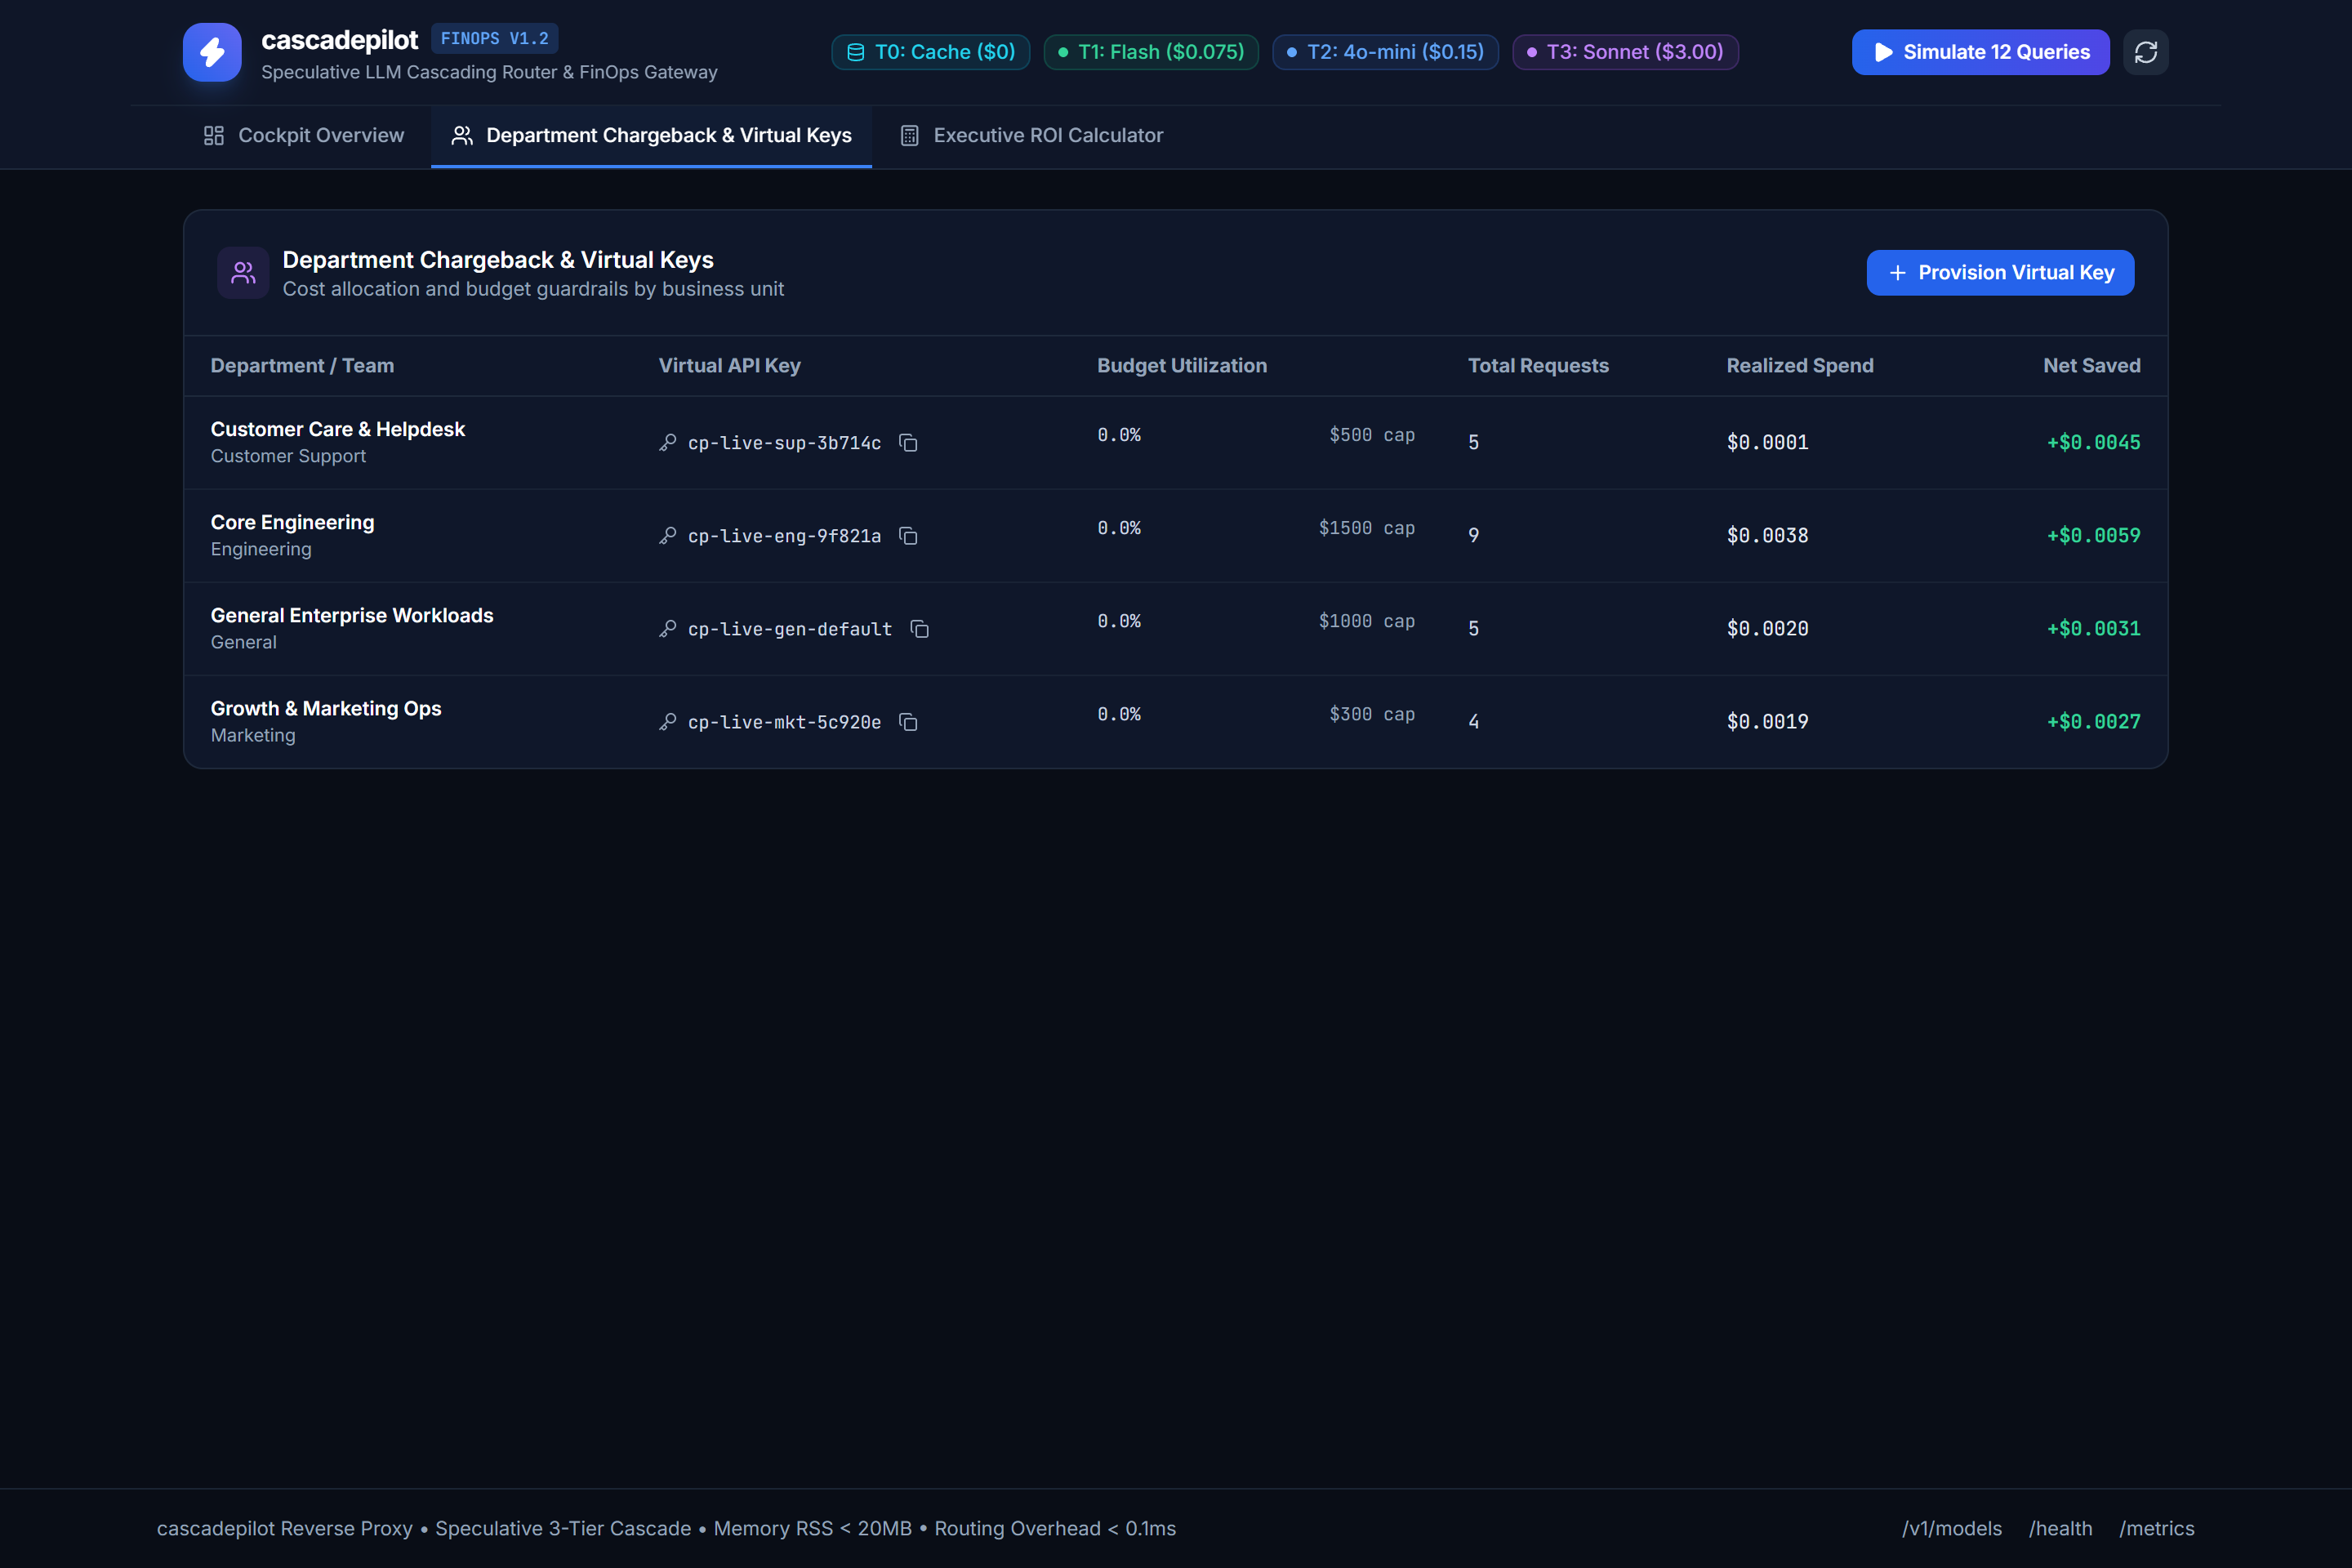 cascadepilot FINOPS V1.2
Speculative LLM Cascading Router & FinOps Gateway
T0: Cache ($0) T1: Flash ($0.075) T2: 4o-mini ($0.15) T3: Sonnet ($3.00)
Simulate 12 Queries
Cockpit Overview Department Chargeback & Virtual Keys Executive ROI Calculator
Department Chargeback & Virtual Keys
Cost allocation and budget guardrails by business unit
Provision Virtual Key
Department / Team Virtual API Key Budget Utilization Total Requests Realized Spend Net Saved
Customer Care & Helpdesk
Customer Support
cp-live-sup-3b714c 0.0% $500 cap 5 $0.0001 +$0.0045
Core Engineering
Engineering
cp-live-eng-9f821a 0.0% $1500 cap 9 $0.0038 +$0.0059
General Enterprise Workloads
General
cp-live-gen-default 0.0% $1000 cap 5 $0.0020 +$0.0031
Growth & Marketing Ops
Marketing
cp-live-mkt-5c920e 0.0% $300 cap 4 $0.0019 +$0.0027
cascadepilot Reverse Proxy • Speculative 3-Tier Cascade • Memory RSS < 20MB • Routing Overhead < 0.1ms
/v1/models /health /metrics